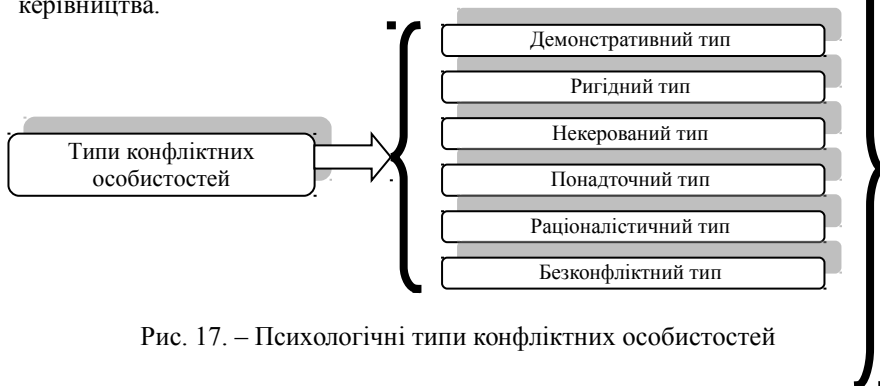 керівництва.
Демонстративний тип
Ригідний тип
Некерований тип
Понадточний тип
Раціоналістичний тип
Безконфліктний тип
Типи конфліктних
особистостей
Рис. 17. – Психологічні типи конфліктних особистостей